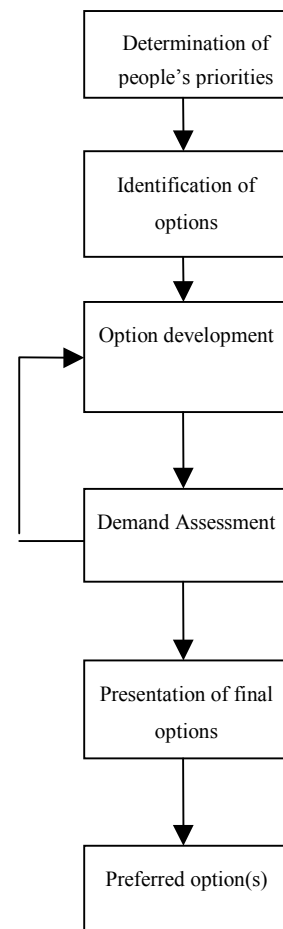 Determination of
people’s priorities
Identification of
options
Option development
Demand Assessment
Presentation of final
options
Preferred option(s)